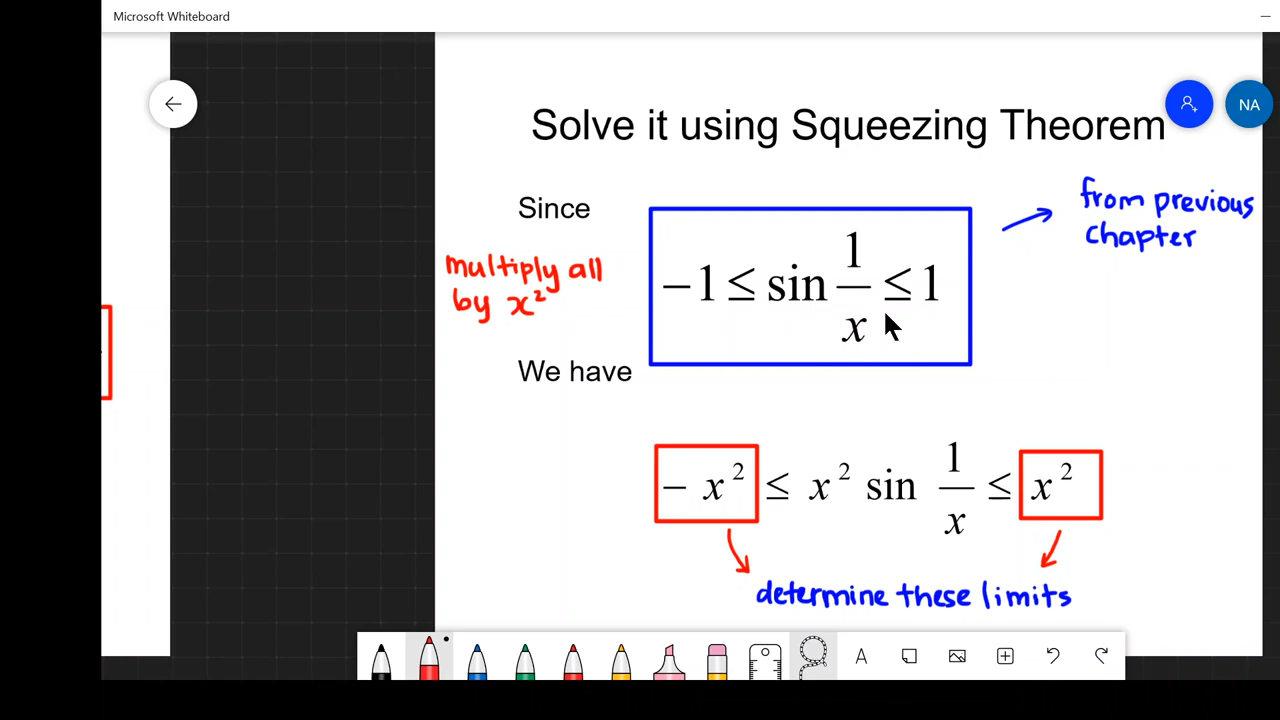 Microsoft Whiteboard
NA
Solve it using Squeezing Theorem
Since
from previous
chapter
multiply all
by x²
−1 ≤ sin 1/x ≤ 1
We have
− x² ≤ x² sin 1/x ≤ x²
determine these limits
A